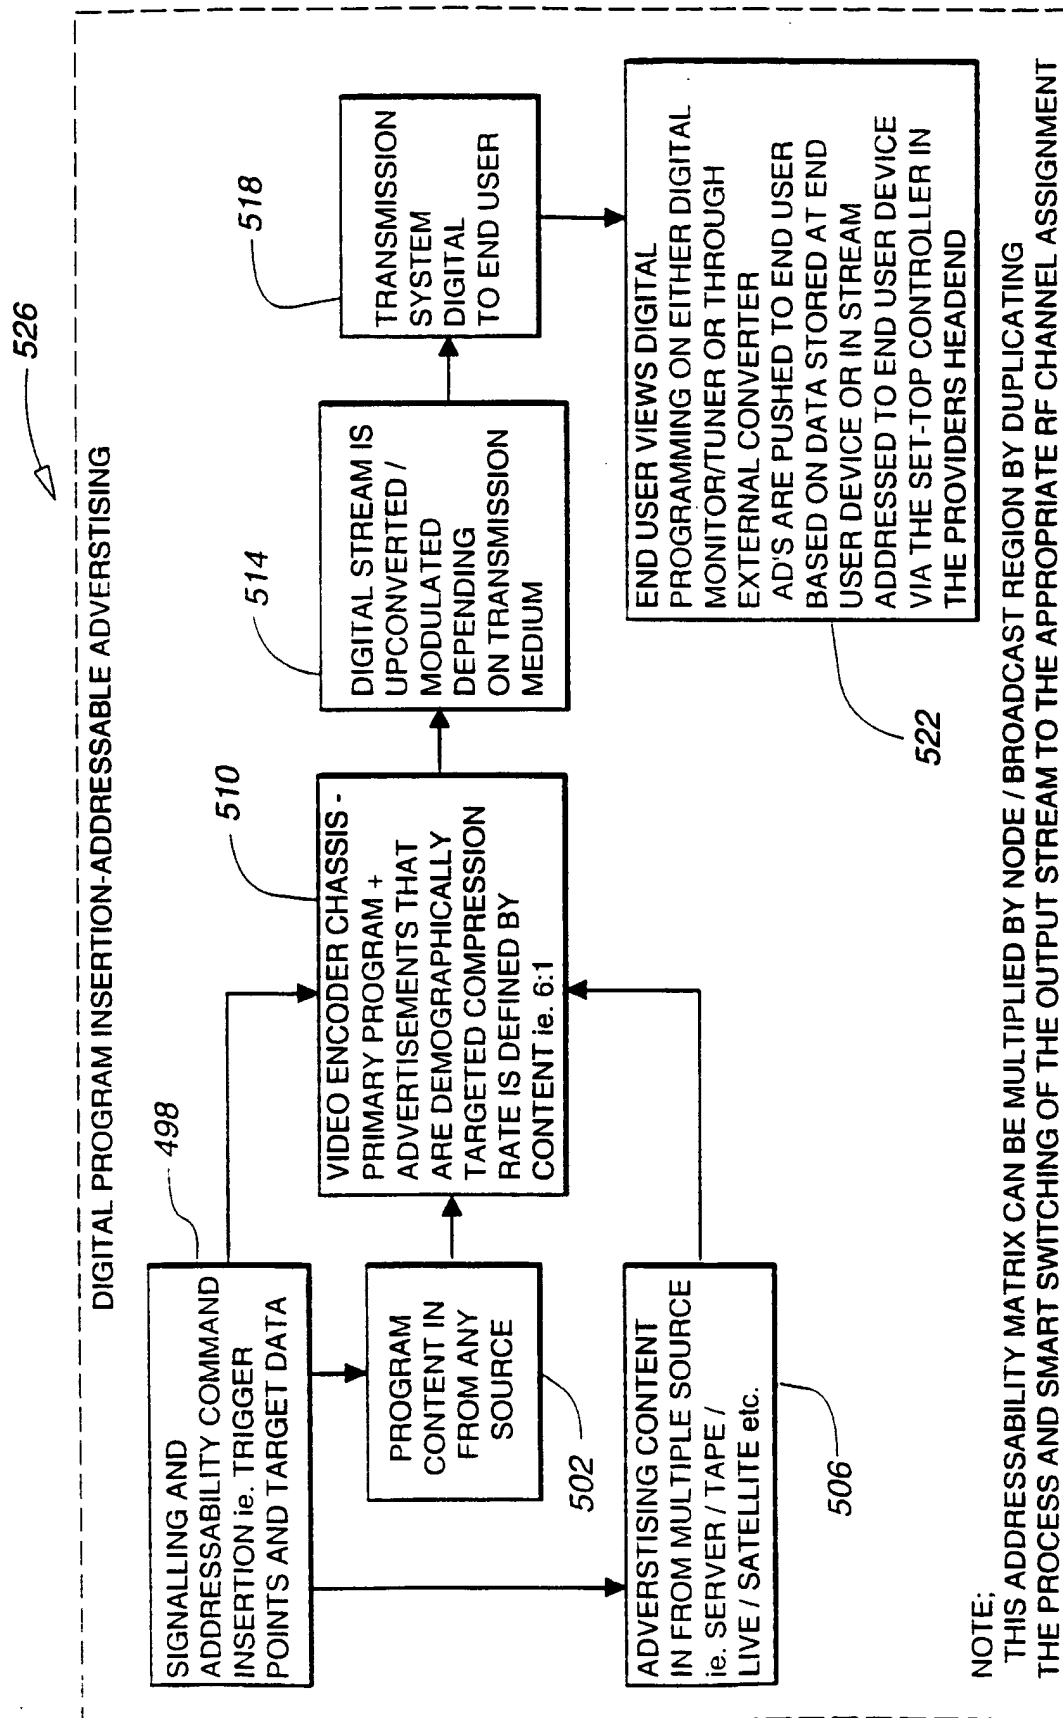 526
DIGITAL PROGRAM INSERTION-ADDRESSABLE ADVERSTISING
498
SIGNALLING AND
ADDRESSABILITY COMMAND
INSERTION ie. TRIGGER
POINTS AND TARGET DATA
PROGRAM
CONTENT IN
FROM ANY
SOURCE
502
ADVERSTISING CONTENT
IN FROM MULTIPLE SOURCE
ie. SERVER / TAPE /
LIVE / SATELLITE etc.
506
510
VIDEO ENCODER CHASSIS -
PRIMARY PROGRAM +
ADVERTISEMENTS THAT
ARE DEMOGRAPHICALLY
TARGETED COMPRESSION
RATE IS DEFINED BY
CONTENT ie. 6:1
514
DIGITAL STREAM IS
UPCONVERTED /
MODULATED
DEPENDING
ON TRANSMISSION
MEDIUM
518
TRANSMISSION
SYSTEM
DIGITAL
TO END USER
END USER VIEWS DIGITAL
PROGRAMMING ON EITHER DIGITAL
MONITOR/TUNER OR THROUGH
EXTERNAL CONVERTER
AD'S ARE PUSHED TO END USER
BASED ON DATA STORED AT END
USER DEVICE OR IN STREAM
ADDRESSED TO END USER DEVICE
VIA THE SET-TOP CONTROLLER IN
THE PROVIDERS HEADEND
522
NOTE;
THIS ADDRESSABILITY MATRIX CAN BE MULTIPLIED BY NODE / BROADCAST REGION BY DUPLICATING
THE PROCESS AND SMART SWITCHING OF THE OUTPUT STREAM TO THE APPROPRIATE RF CHANNEL ASSIGNMENT